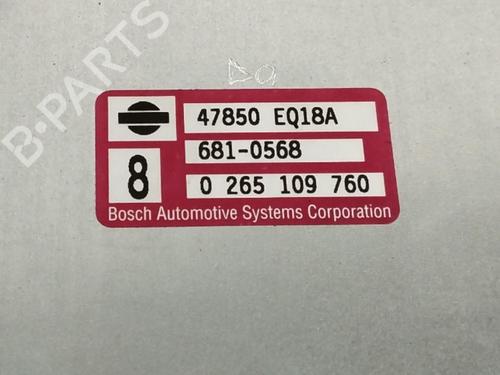 B-PARTS
47850 EQ18A
681-0568
8
0 265 109 760
Bosch Automotive Systems Corporation